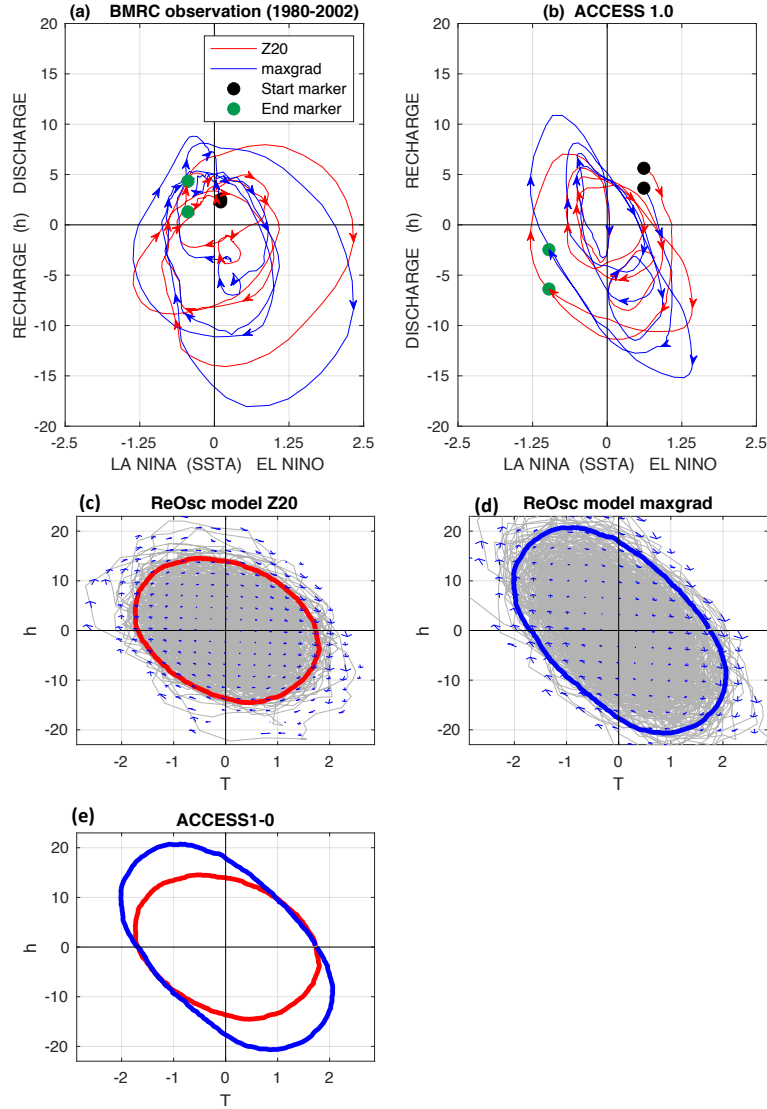 (a) BMRC observation (1980-2002)
20
15
10
5
0
-5
-10
-15
-20
RECHARGE (h) DISCHARGE
Z20
maxgrad
Start marker
End marker
-2.5 -1.25 0 1.25 2.5
LA NINA (SSTA) EL NINO
(b) ACCESS 1.0
20
15
10
5
0
-5
-10
-15
-20
DISCHARGE (h) RECHARGE
-2.5 -1.25 0 1.25 2.5
LA NINA (SSTA) EL NINO
(c) ReOsc model Z20
20
10
0
-10
-20
h
-2 -1 0 1 2
T
(d) ReOsc model maxgrad
20
10
0
-10
-20
h
-2 -1 0 1 2
T
(e) ACCESS1-0
20
10
0
-10
-20
h
-2 -1 0 1 2
T